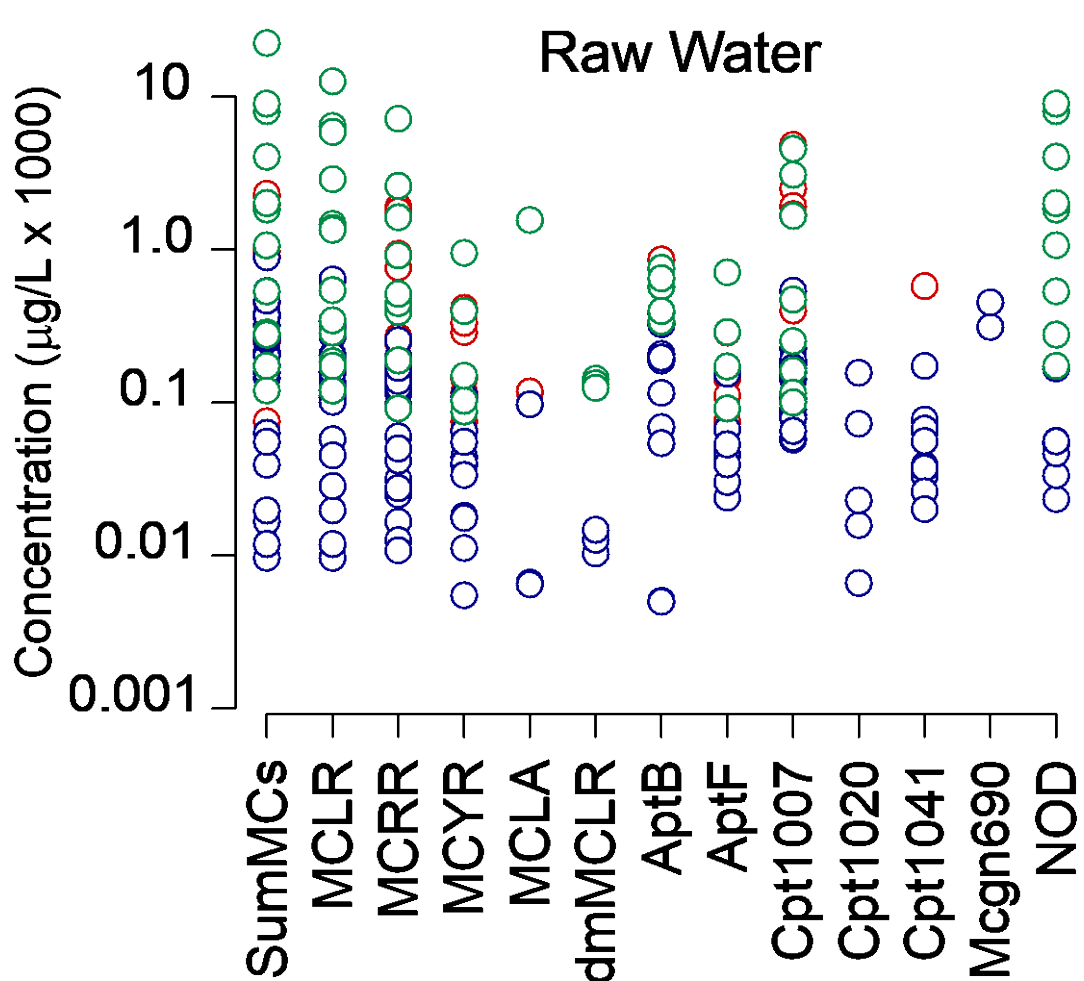 Raw Water
Concentration (µg/L x 1000)
10
1.0
0.1
0.01
0.001
SumMCs
MCLR
MCRR
MCYR
MCLA
dmMCLR
AptB
AptF
Cpt1007
Cpt1020
Cpt1041
Mcgn690
NOD